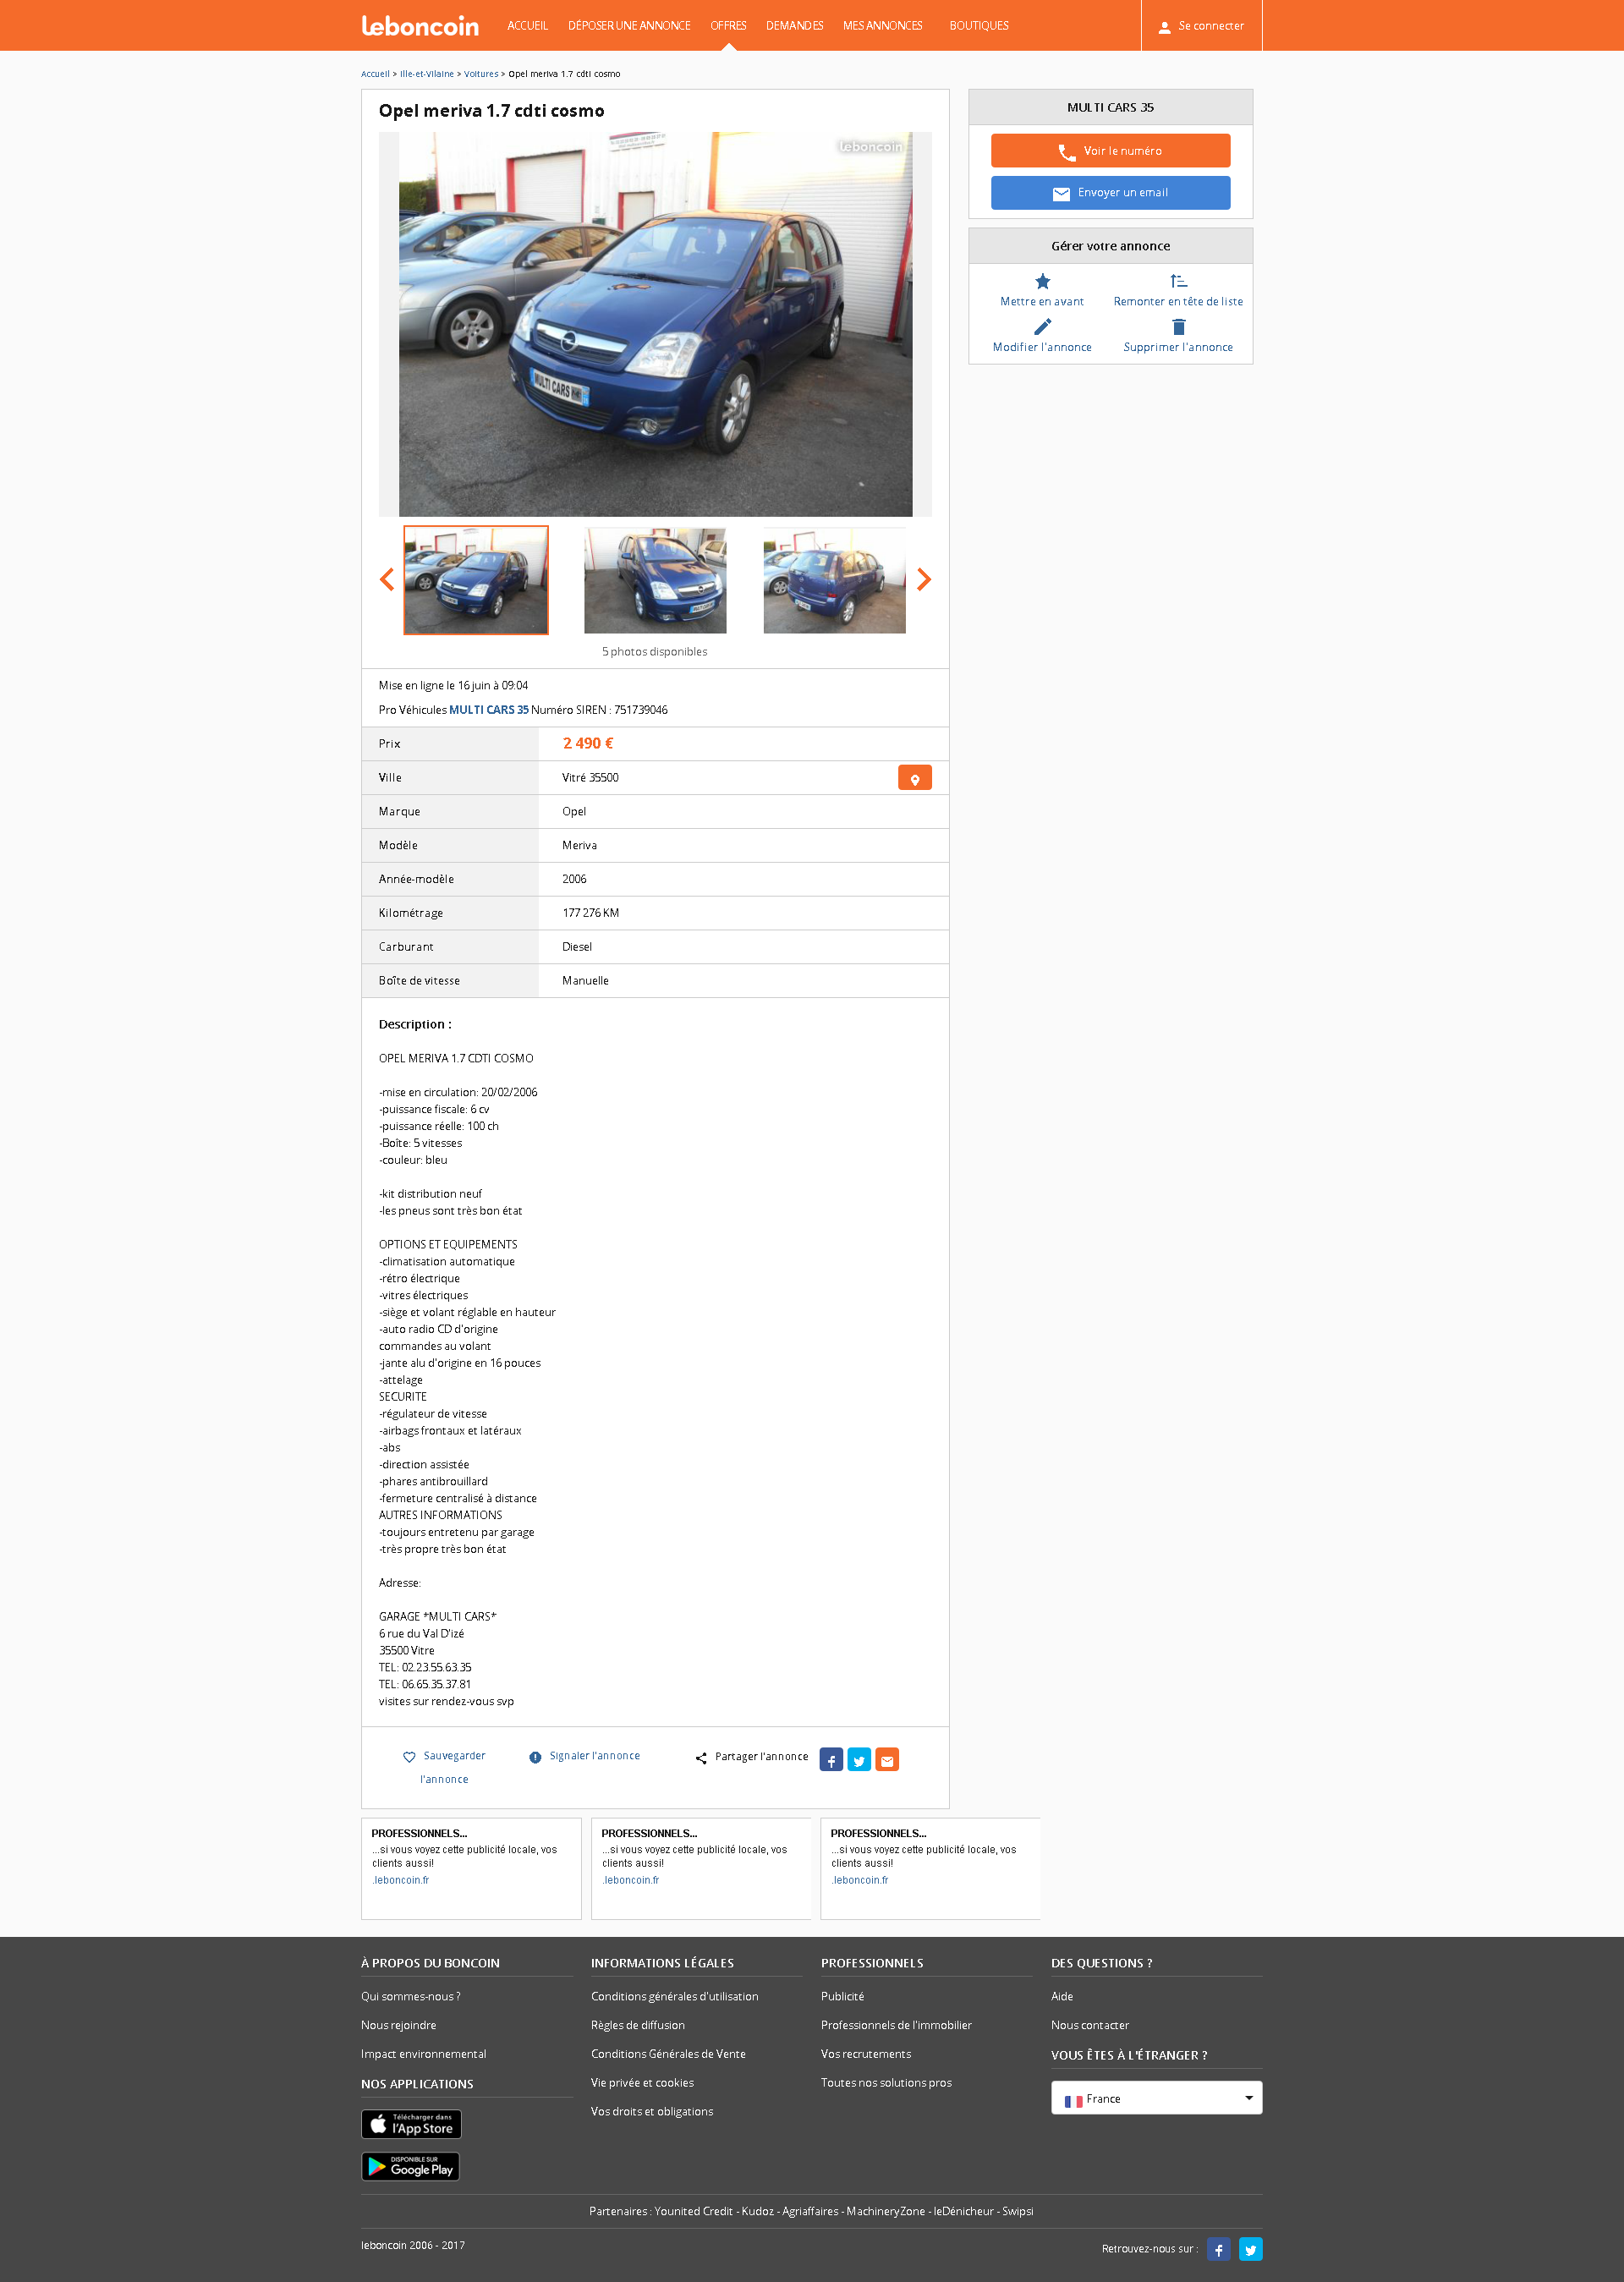 leboncoin
ACCUEIL DÉPOSER UNE ANNONCE OFFRES DEMANDES MES ANNONCES BOUTIQUES
Se connecter
Accueil > Ille-et-Vilaine > Voitures > Opel meriva 1.7 cdti cosmo
Opel meriva 1.7 cdti cosmo
leboncoin
MULTI CARS
5 photos disponibles
Mise en ligne le 16 juin à 09:04
Pro Véhicules MULTI CARS 35 Numéro SIREN : 751739046
Prix 2 490 €
Ville Vitré 35500
Marque Opel
Modèle Meriva
Année-modèle 2006
Kilométrage 177 276 KM
Carburant Diesel
Boîte de vitesse Manuelle
Description :
OPEL MERIVA 1.7 CDTI COSMO
-mise en circulation: 20/02/2006
-puissance fiscale: 6 cv
-puissance réelle: 100 ch
-Boîte: 5 vitesses
-couleur: bleu
-kit distribution neuf
-les pneus sont très bon état
OPTIONS ET EQUIPEMENTS
-climatisation automatique
-rétro électrique
-vitres électriques
-siège et volant réglable en hauteur
-auto radio CD d'origine
commandes au volant
-jante alu d'origine en 16 pouces
-attelage
SECURITE
-régulateur de vitesse
-airbags frontaux et latéraux
-abs
-direction assistée
-phares antibrouillard
-fermeture centralisé à distance
AUTRES INFORMATIONS
-toujours entretenu par garage
-très propre très bon état
Adresse:
GARAGE *MULTI CARS*
6 rue du Val D'izé
35500 Vitre
TEL: 02.23.55.63.35
TEL: 06.65.35.37.81
visites sur rendez-vous svp
Sauvegarder
l'annonce
Signaler l'annonce
Partager l'annonce
MULTI CARS 35
Voir le numéro
Envoyer un email
Gérer votre annonce
Mettre en avant
Remonter en tête de liste
Modifier l'annonce
Supprimer l'annonce
PROFESSIONNELS...
...si vous voyez cette publicité locale, vos
clients aussi!
.leboncoin.fr
PROFESSIONNELS...
...si vous voyez cette publicité locale, vos
clients aussi!
.leboncoin.fr
PROFESSIONNELS...
...si vous voyez cette publicité locale, vos
clients aussi!
.leboncoin.fr
À PROPOS DU BONCOIN
Qui sommes-nous ?
Nous rejoindre
Impact environnemental
NOS APPLICATIONS
Télécharger dans
l'App Store
DISPONIBLE SUR
Google Play
INFORMATIONS LÉGALES
Conditions générales d'utilisation
Règles de diffusion
Conditions Générales de Vente
Vie privée et cookies
Vos droits et obligations
PROFESSIONNELS
Publicité
Professionnels de l'immobilier
Vos recrutements
Toutes nos solutions pros
DES QUESTIONS ?
Aide
Nous contacter
VOUS ÊTES À L'ÉTRANGER ?
France
Partenaires : Younited Credit - Kudoz - Agriaffaires - MachineryZone - leDénicheur - Swipsi
leboncoin 2006 - 2017
Retrouvez-nous sur :